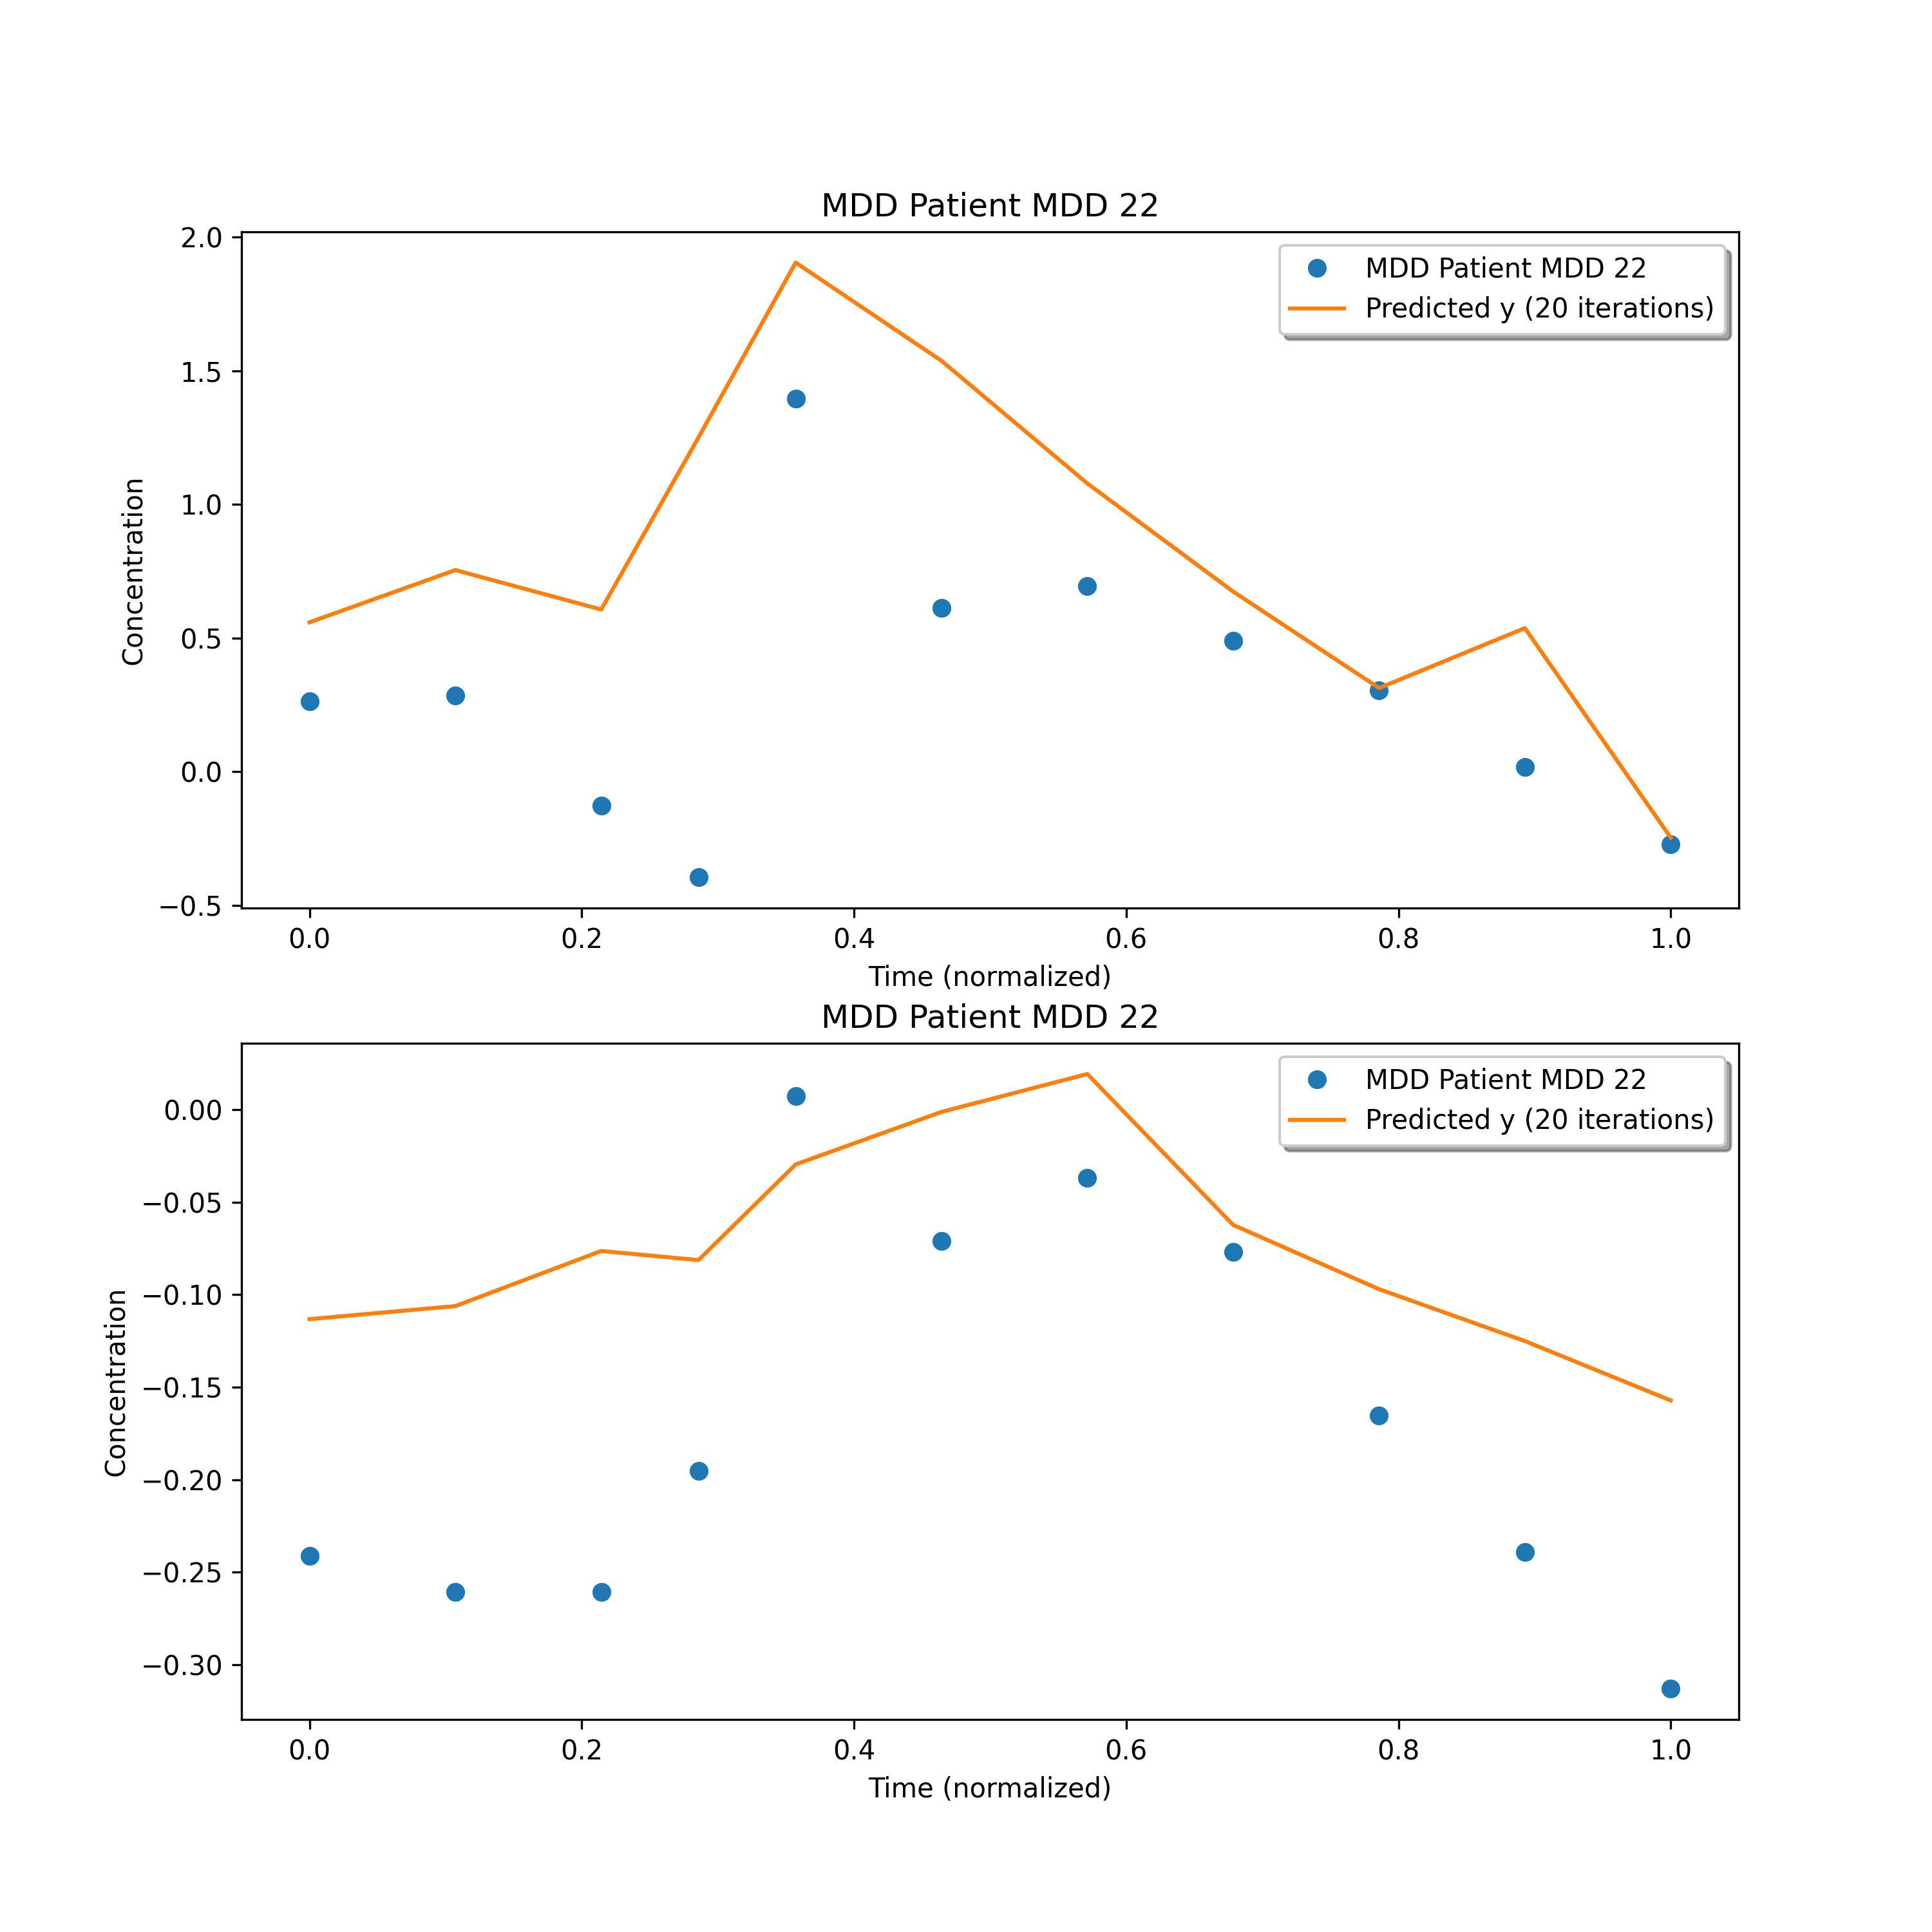 MDD Patient MDD 22
2.0
1.5
1.0
0.5
0.0
−0.5
Concentration
MDD Patient MDD 22
Predicted y (20 iterations)
0.0 0.2 0.4 0.6 0.8 1.0
Time (normalized)
MDD Patient MDD 22
0.00
−0.05
−0.10
−0.15
−0.20
−0.25
−0.30
Concentration
MDD Patient MDD 22
Predicted y (20 iterations)
0.0 0.2 0.4 0.6 0.8 1.0
Time (normalized)